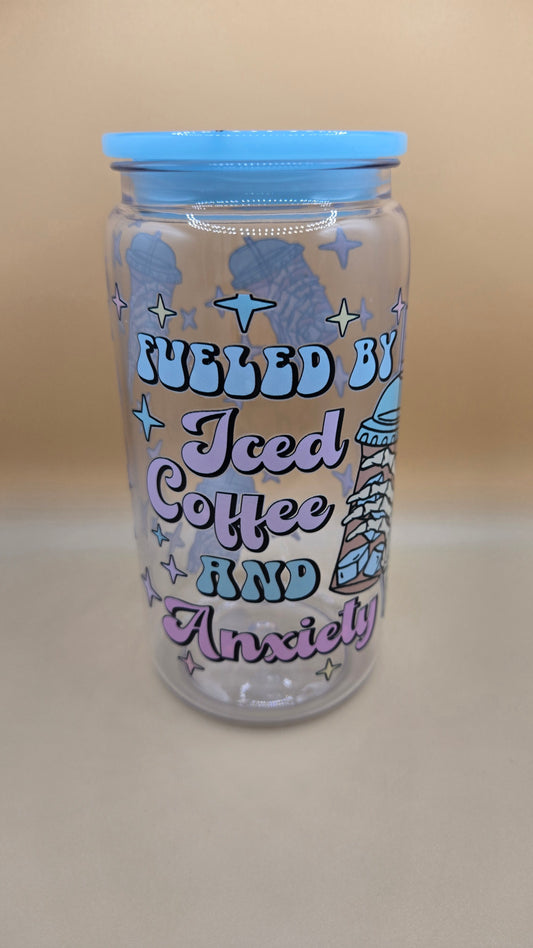 FUELED BY
Iced
Coffee
AND
Anxiety